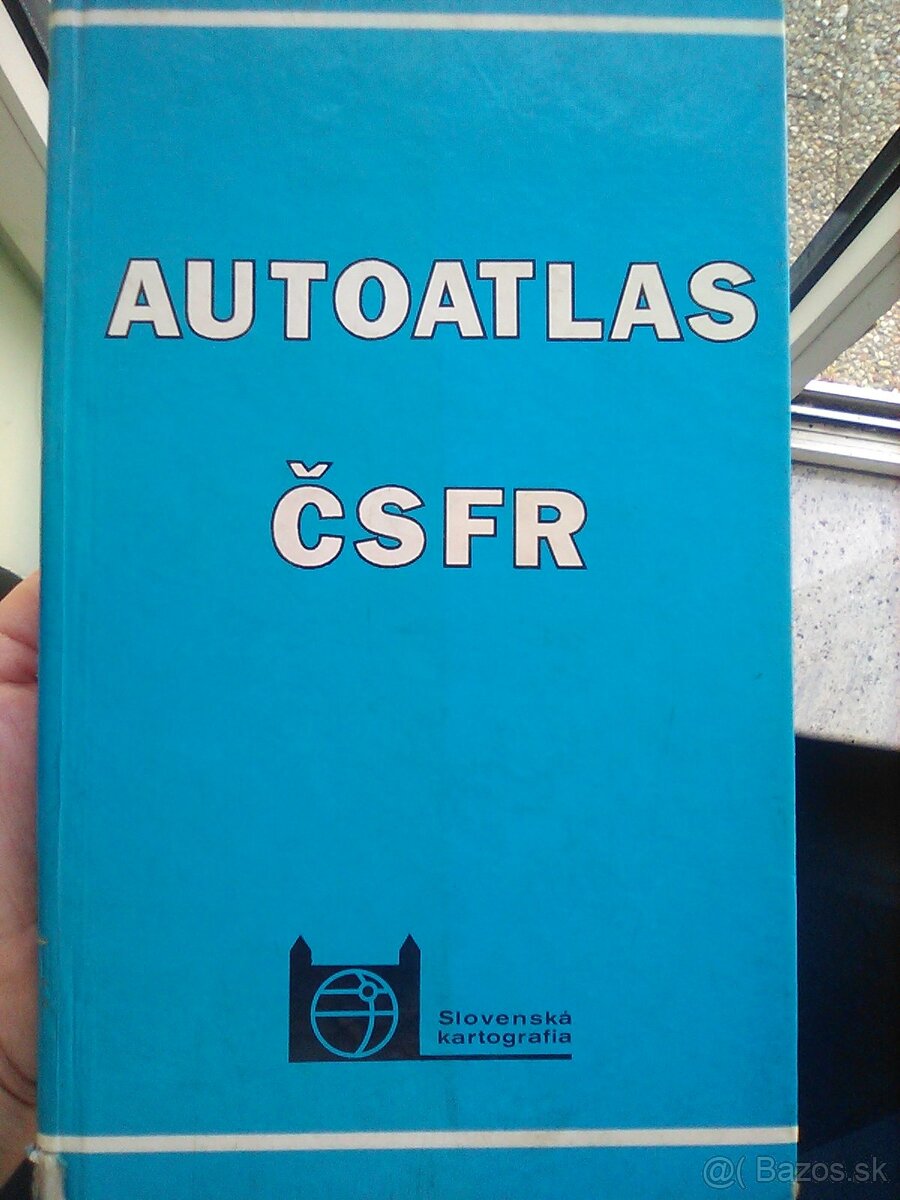 AUTOATLAS
ČSFR
Slovenská
kartografia
@( Bazos.sk